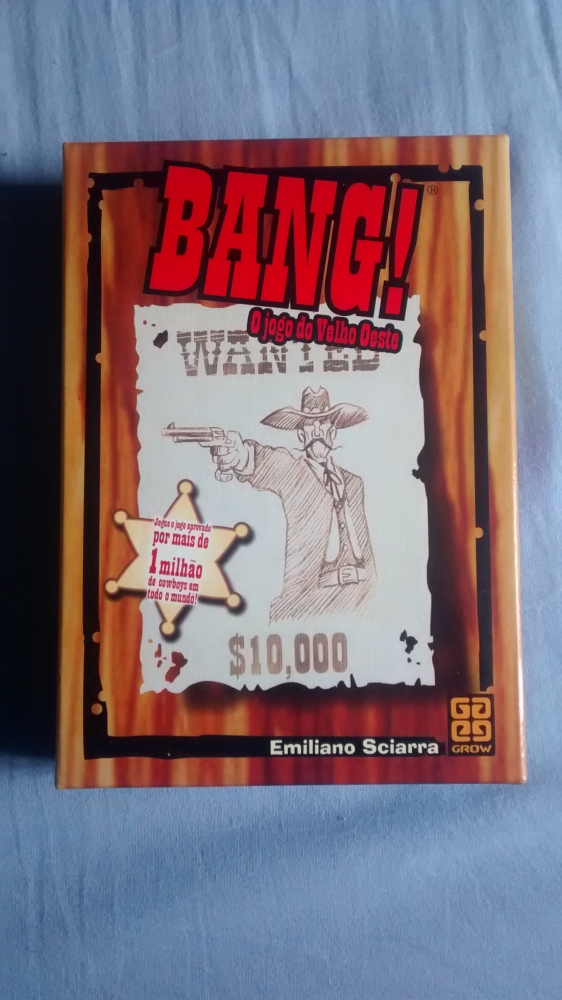 BANG!®
O jogo do Velho Oeste
WANTED
Jogue o jogo aprovado
por mais de
1 milhão
de cowboys em
todo o mundo!
$10,000
Emiliano Sciarra
GROW